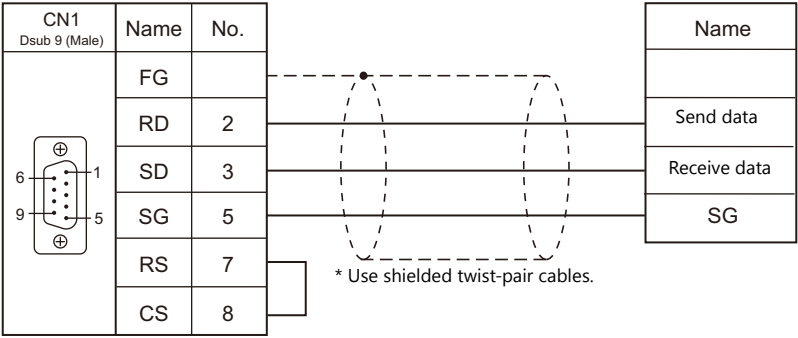 CN1 Name No. Name
Dsub 9 (Male)
FG
RD 2 Send data
SD 3 Receive data
6 1
9 5
SG 5 SG
RS 7
* Use shielded twist-pair cables.
CS 8